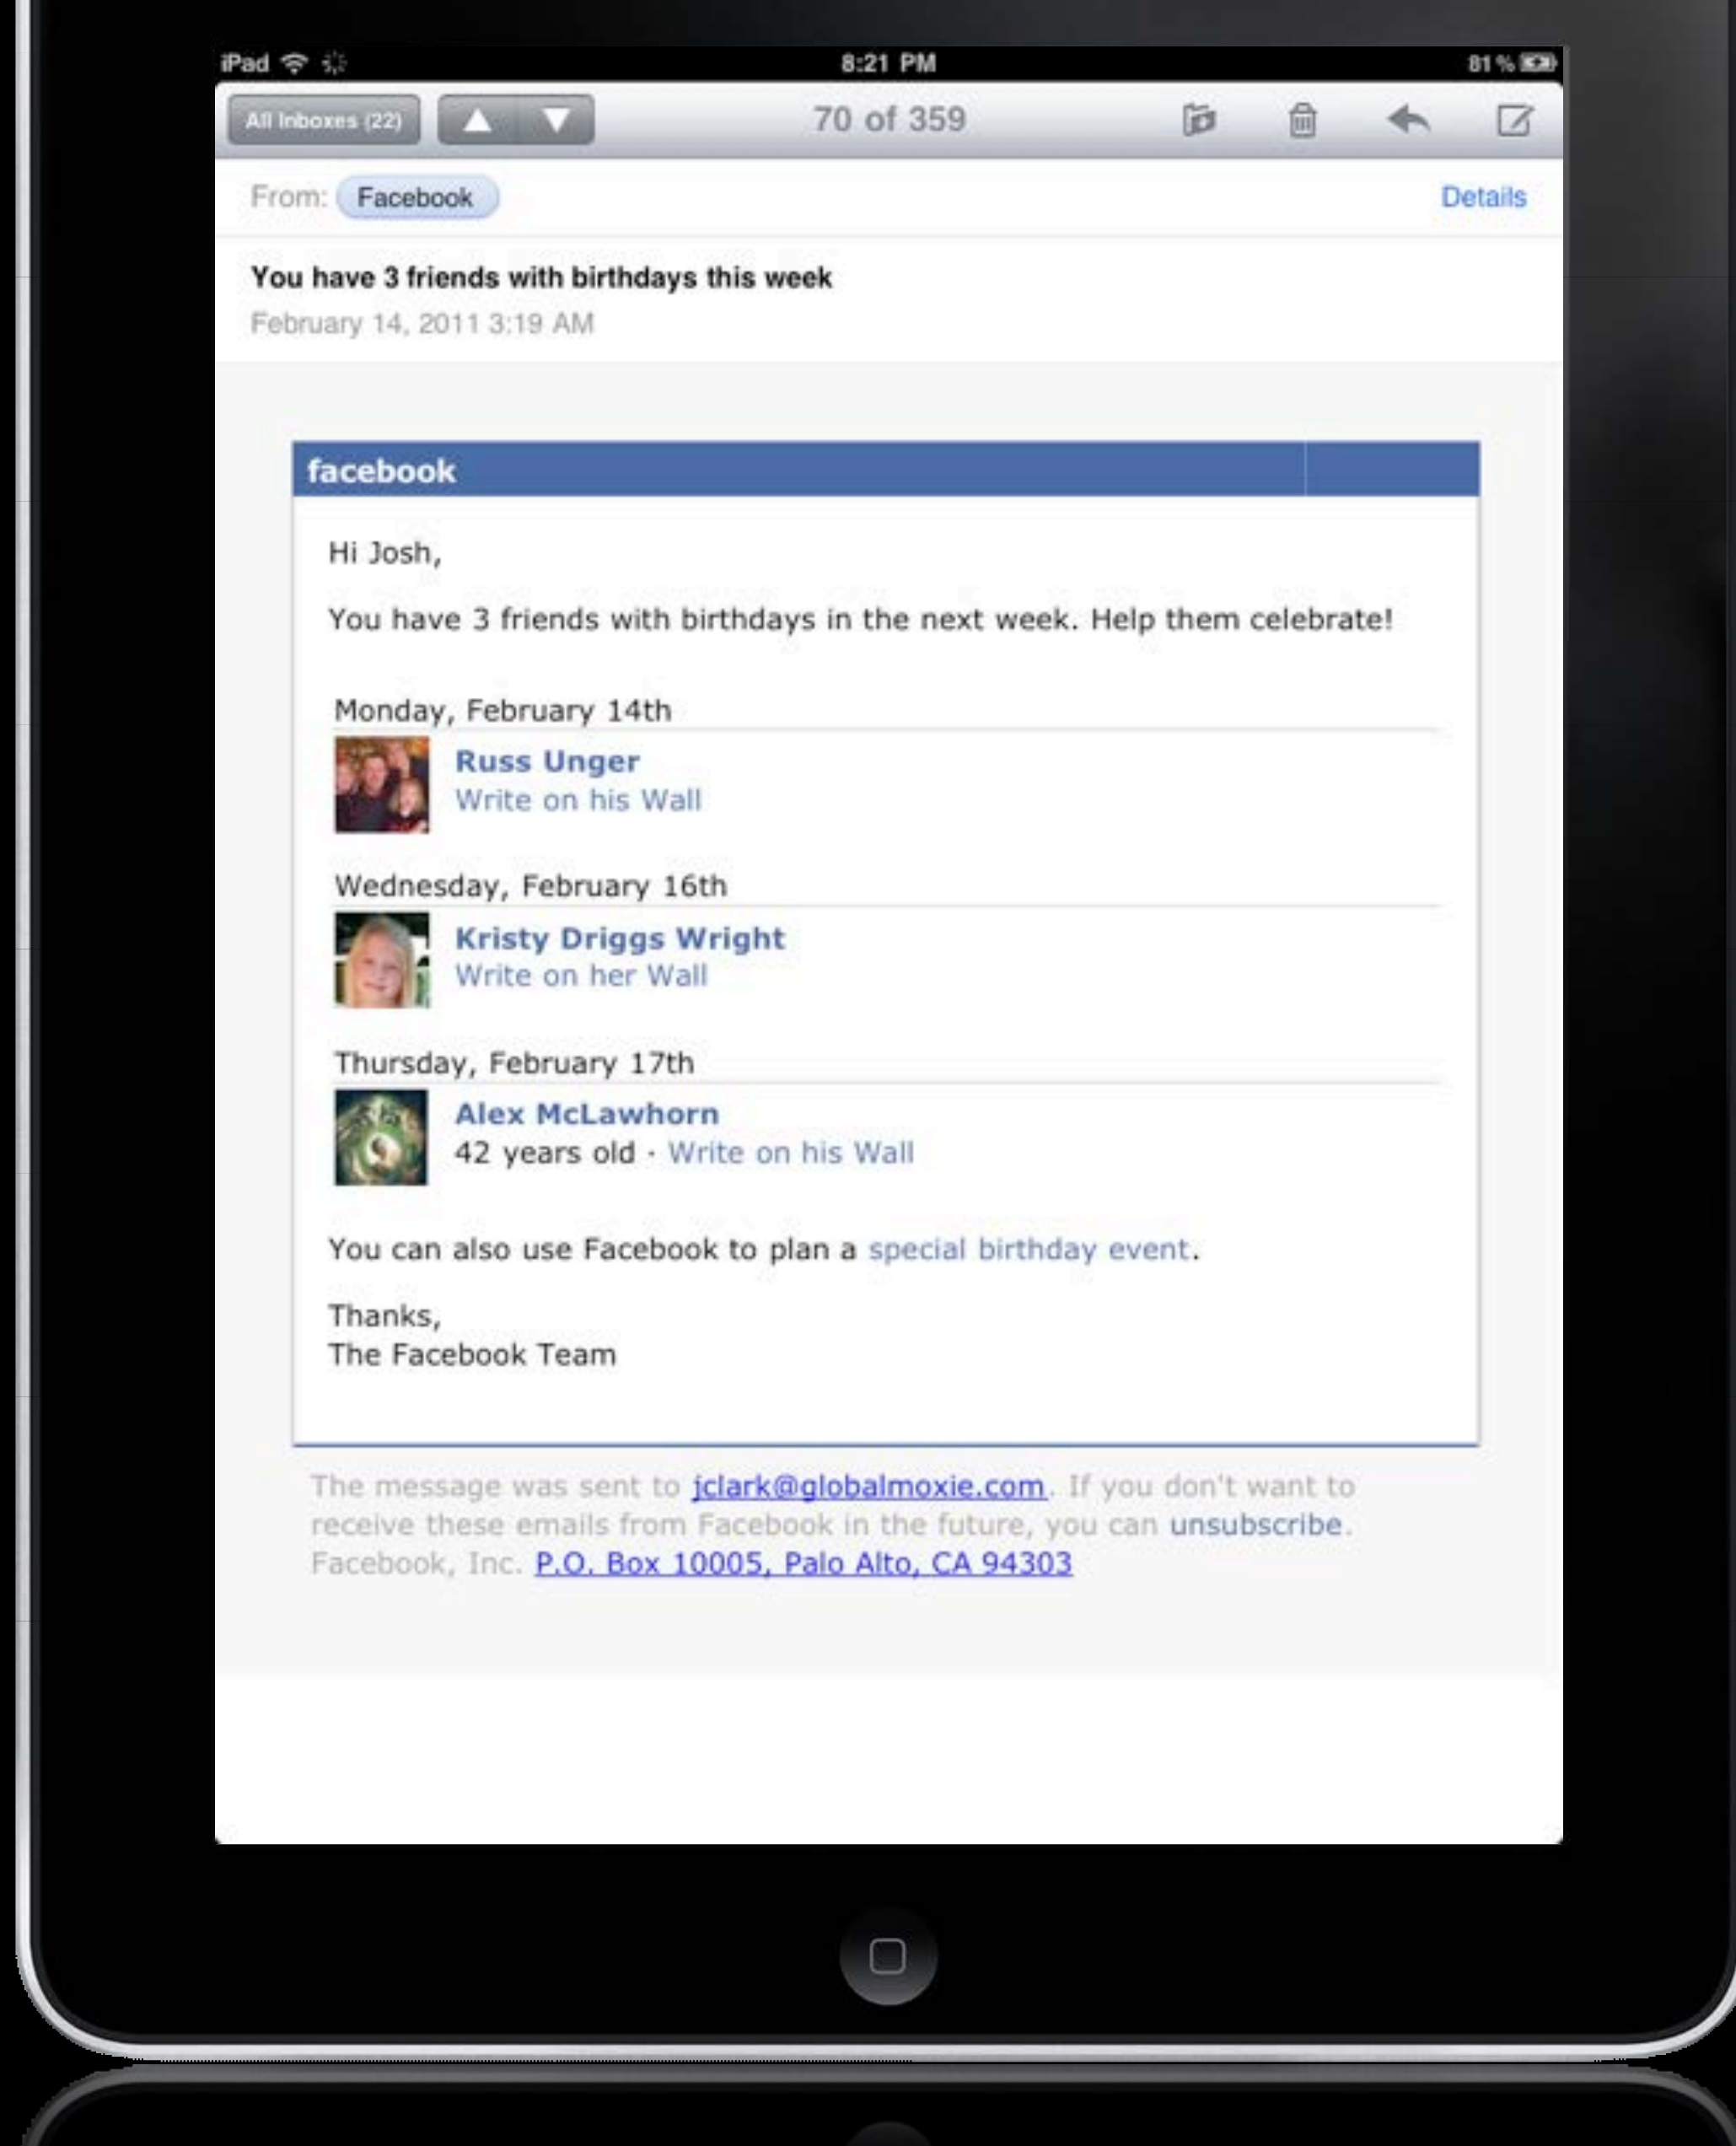 iPad 8:21 PM 81%
All Inboxes (22) 70 of 359
From: Facebook Details
You have 3 friends with birthdays this week
February 14, 2011 3:19 AM
facebook
Hi Josh,
You have 3 friends with birthdays in the next week. Help them celebrate!
Monday, February 14th
Russ Unger
Write on his Wall
Wednesday, February 16th
Kristy Driggs Wright
Write on her Wall
Thursday, February 17th
Alex McLawhorn
42 years old · Write on his Wall
You can also use Facebook to plan a special birthday event.
Thanks,
The Facebook Team
The message was sent to jclark@globalmoxie.com. If you don't want to
receive these emails from Facebook in the future, you can unsubscribe.
Facebook, Inc. P.O. Box 10005, Palo Alto, CA 94303